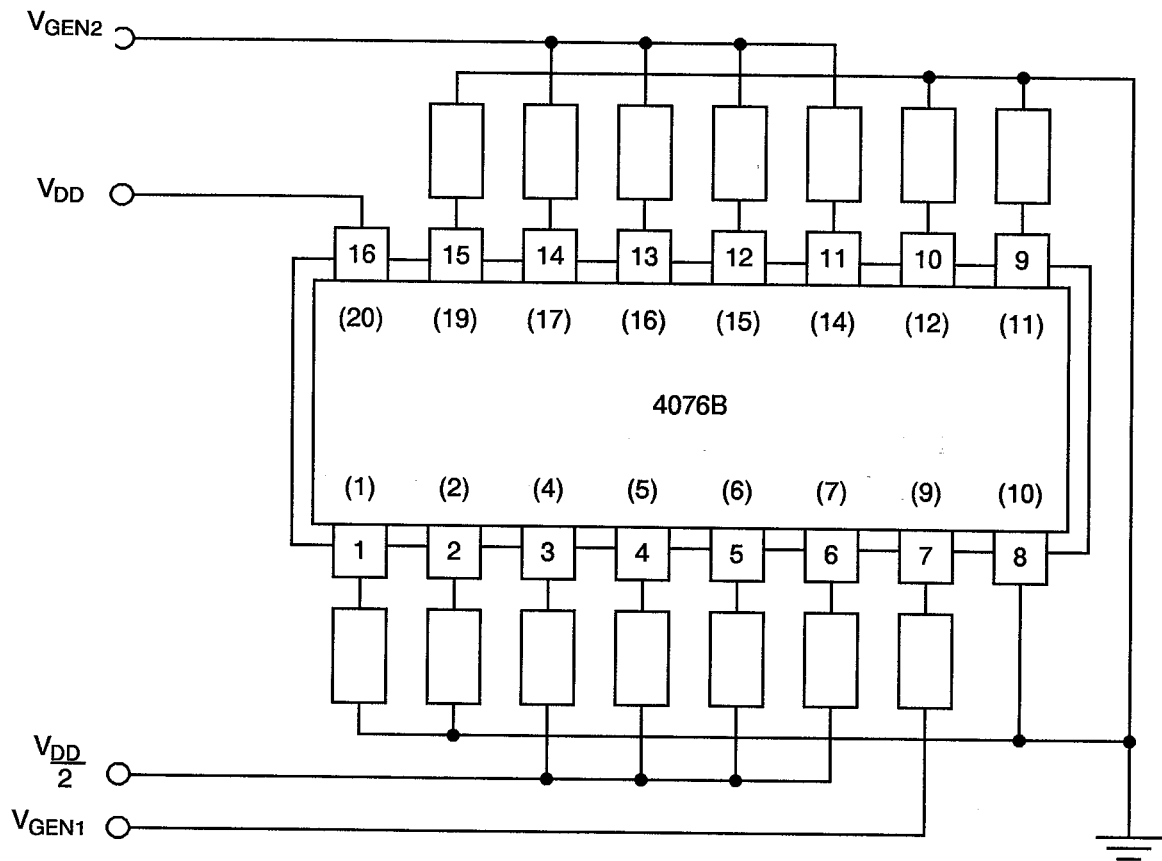 VGEN2
VDD
16 15 14 13 12 11 10 9
(20) (19) (17) (16) (15) (14) (12) (11)
4076B
(1) (2) (4) (5) (6) (7) (9) (10)
1 2 3 4 5 6 7 8
VDD
2
VGEN1